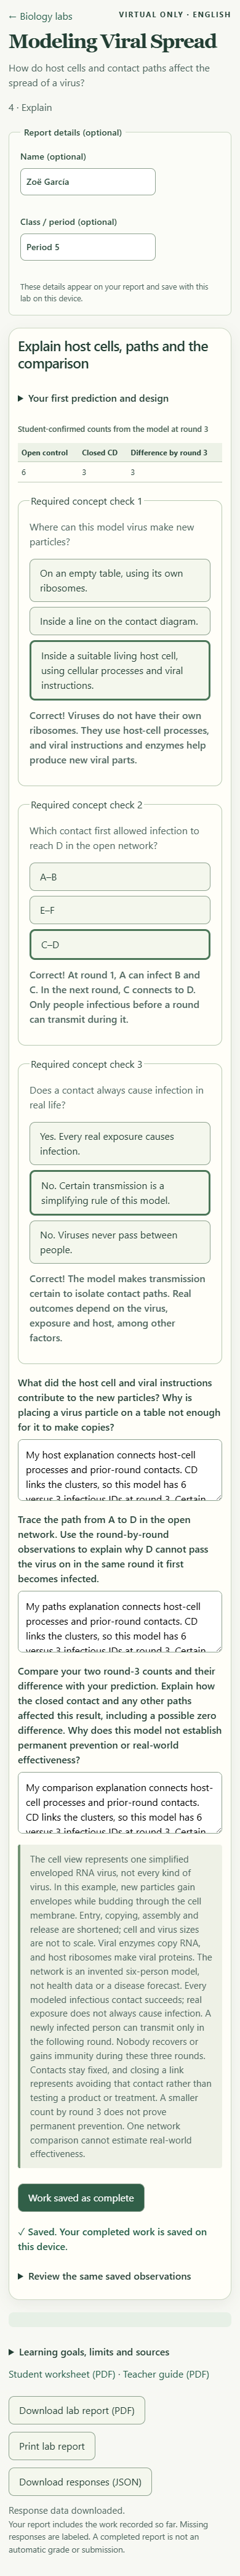 ← Biology labs
VIRTUAL ONLY · ENGLISH
Modeling Viral Spread
How do host cells and contact paths affect the
spread of a virus?
4 · Explain
Report details (optional)
Name (optional)
Zoë García
Class / period (optional)
Period 5
These details appear on your report and save with this
lab on this device.
Explain host cells, paths and the
comparison
▶ Your first prediction and design
Student-confirmed counts from the model at round 3
Open control Closed CD Difference by round 3
6 3 3
Required concept check 1
Where can this model virus make new
particles?
On an empty table, using its own
ribosomes.
Inside a line on the contact diagram.
Inside a suitable living host cell,
using cellular processes and viral
instructions.
Correct! Viruses do not have their own
ribosomes. They use host-cell processes,
and viral instructions and enzymes help
produce new viral parts.
Required concept check 2
Which contact first allowed infection to
reach D in the open network?
A–B
E–F
C–D
Correct! At round 1, A can infect B and
C. In the next round, C connects to D.
Only people infectious before a round
can transmit during it.
Required concept check 3
Does a contact always cause infection in
real life?
Yes. Every real exposure causes
infection.
No. Certain transmission is a
simplifying rule of this model.
No. Viruses never pass between
people.
Correct! The model makes transmission
certain to isolate contact paths. Real
outcomes depend on the virus,
exposure and host, among other
factors.
What did the host cell and viral instructions
contribute to the new particles? Why is
placing a virus particle on a table not enough
for it to make copies?
My host explanation connects host-cell
processes and prior-round contacts. CD
links the clusters, so this model has 6
versus 3 infectious IDs at round 3. Certain
Trace the path from A to D in the open
network. Use the round-by-round
observations to explain why D cannot pass
the virus on in the same round it first
becomes infected.
My paths explanation connects host-cell
processes and prior-round contacts. CD
links the clusters, so this model has 6
versus 3 infectious IDs at round 3. Certain
Compare your two round-3 counts and their
difference with your prediction. Explain how
the closed contact and any other paths
affected this result, including a possible zero
difference. Why does this model not establish
permanent prevention or real-world
effectiveness?
My comparison explanation connects host-
cell processes and prior-round contacts.
CD links the clusters, so this model has 6
versus 3 infectious IDs at round 3. Certain
The cell view represents one simplified
enveloped RNA virus, not every kind of
virus. In this example, new particles gain
envelopes while budding through the cell
membrane. Entry, copying, assembly and
release are shortened; cell and virus sizes
are not to scale. Viral enzymes copy RNA,
and host ribosomes make viral proteins. The
network is an invented six-person model,
not health data or a disease forecast. Every
modeled infectious contact succeeds; real
exposure does not always cause infection. A
newly infected person can transmit only in
the following round. Nobody recovers or
gains immunity during these three rounds.
Contacts stay fixed, and closing a link
represents avoiding that contact rather than
testing a product or treatment. A smaller
count by round 3 does not prove
permanent prevention. One network
comparison cannot estimate real-world
effectiveness.
Work saved as complete
✓ Saved. Your completed work is saved on
this device.
▶ Review the same saved observations
▶ Learning goals, limits and sources
Student worksheet (PDF) · Teacher guide (PDF)
Download lab report (PDF)
Print lab report
Download responses (JSON)
Response data downloaded.
Your report includes the work recorded so far. Missing
responses are labeled. A completed report is not an
automatic grade or submission.